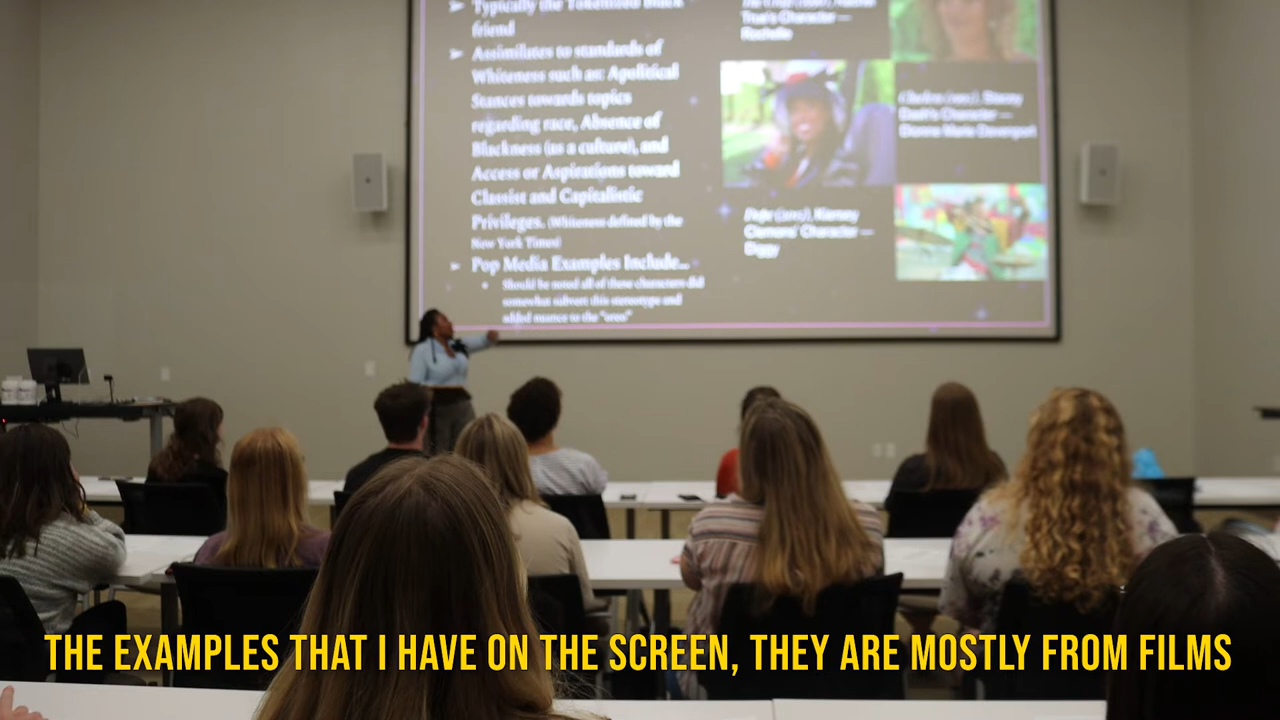 Typically the Tokenized Black
friend
Assimilates to standards of
Whiteness such as: Apolitical
Stances towards topics
regarding race, Absence of
Blackness (as a culture), and
Access or Aspirations toward
Classist and Capitalistic
Privileges. (Whiteness defined by the
New York Times)
Pop Media Examples Include...
Should be noted all of these characters did
somewhat subvert this stereotype and
added nuance to the "oreo"
True's Character —
Rochelle
Stacey
Dash's Character —
Dionne Marie Davenport
Dope (2015), Kiersey
Clemons' Character —
Diggy
THE EXAMPLES THAT I HAVE ON THE SCREEN, THEY ARE MOSTLY FROM FILMS